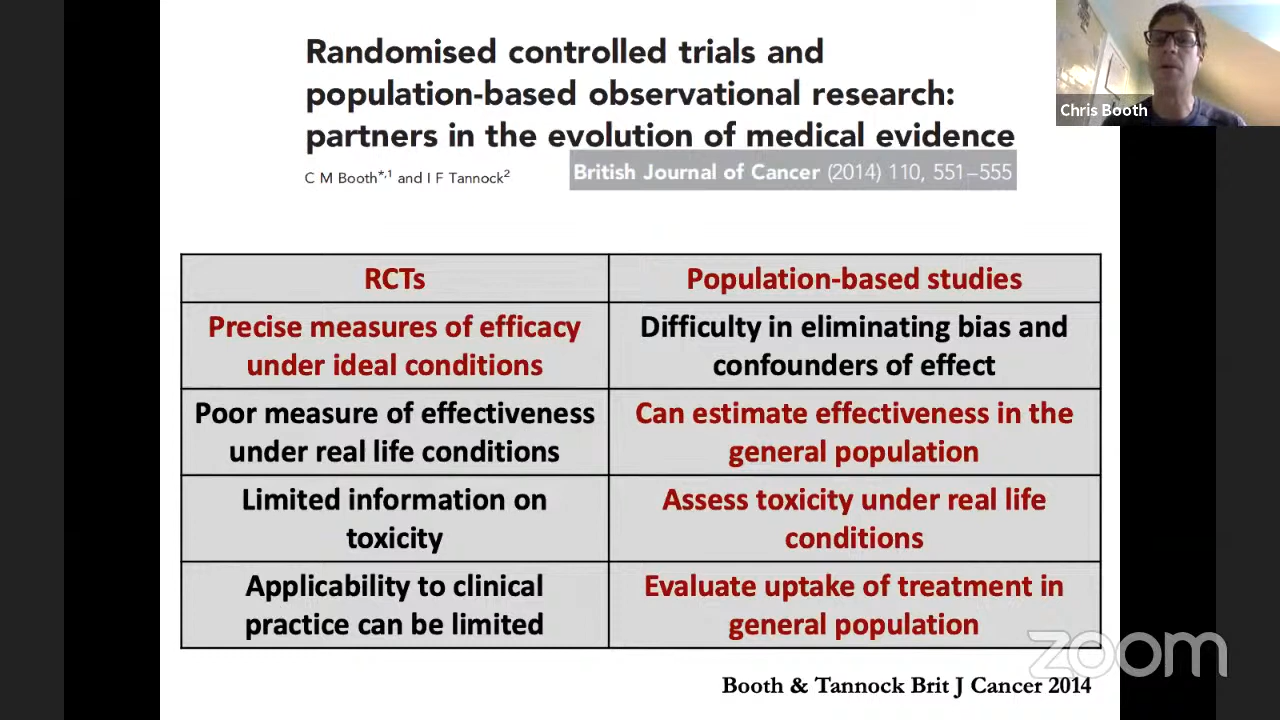 Randomised controlled trials and
population-based observational research:
partners in the evolution of medical evidence
C M Booth*,1 and I F Tannock2
British Journal of Cancer (2014) 110, 551–555
Chris Booth
RCTs
Population-based studies
Precise measures of efficacy
under ideal conditions
Difficulty in eliminating bias and
confounders of effect
Poor measure of effectiveness
under real life conditions
Can estimate effectiveness in the
general population
Limited information on
toxicity
Assess toxicity under real life
conditions
Applicability to clinical
practice can be limited
Evaluate uptake of treatment in
general population
zoom
Booth & Tannock Brit J Cancer 2014